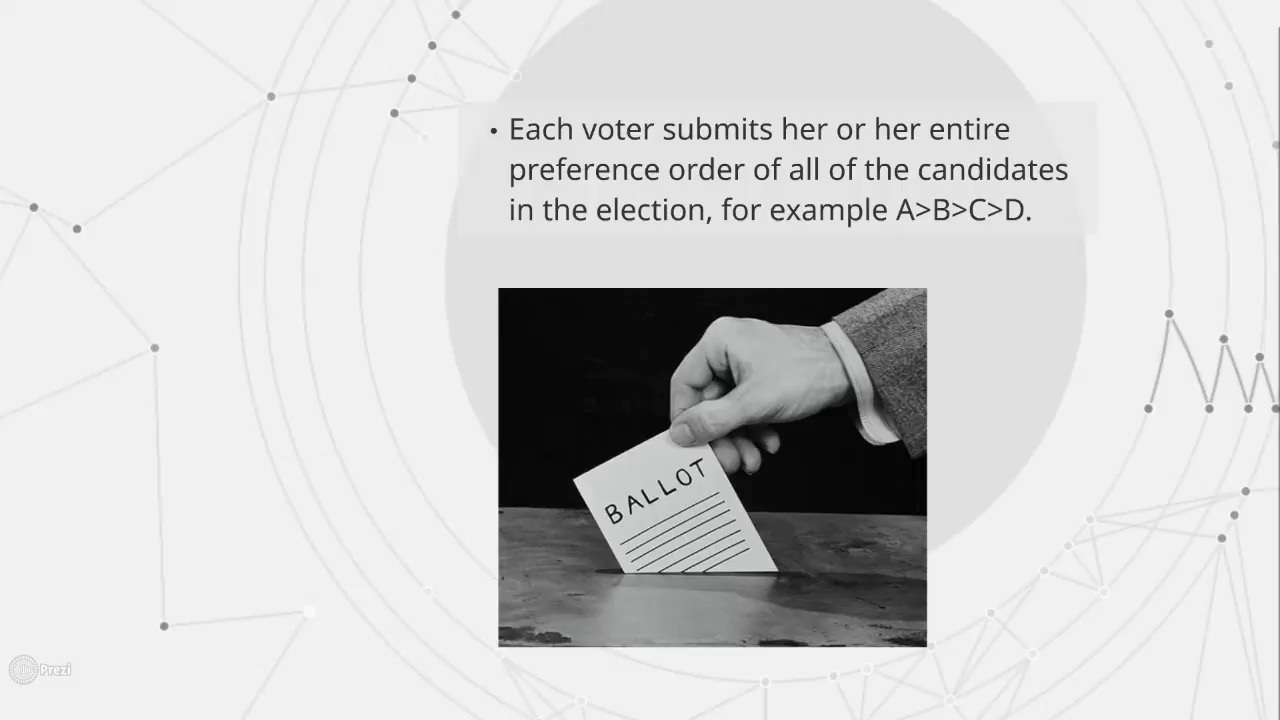 • Each voter submits her or her entire
preference order of all of the candidates
in the election, for example A>B>C>D.
BALLOT
Prezi